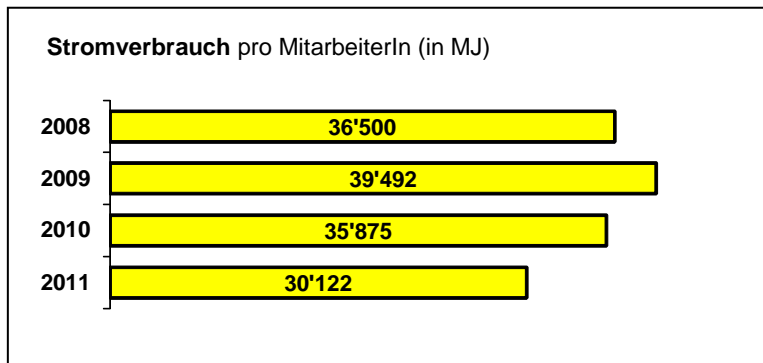 Stromverbrauch pro MitarbeiterIn (in MJ)
2008 36'500
2009 39'492
2010 35'875
2011 30'122